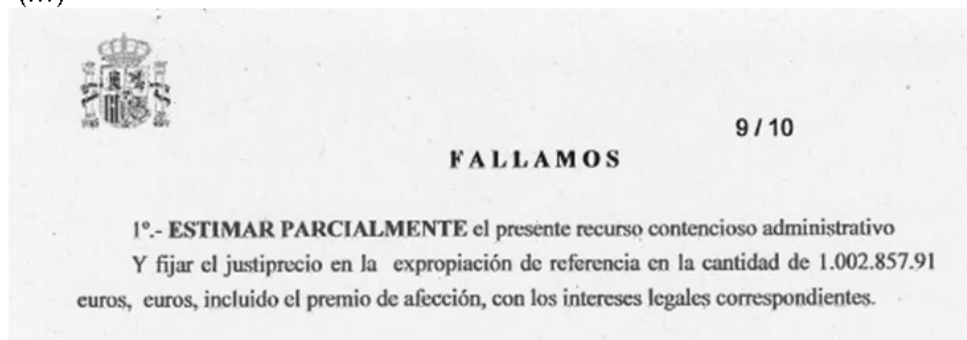 (...)
9 / 10
FALLAMOS
1º.- ESTIMAR PARCIALMENTE el presente recurso contencioso administrativo
Y fijar el justiprecio en la expropiación de referencia en la cantidad de 1.002.857.91
euros, euros, incluido el premio de afección, con los intereses legales correspondientes.